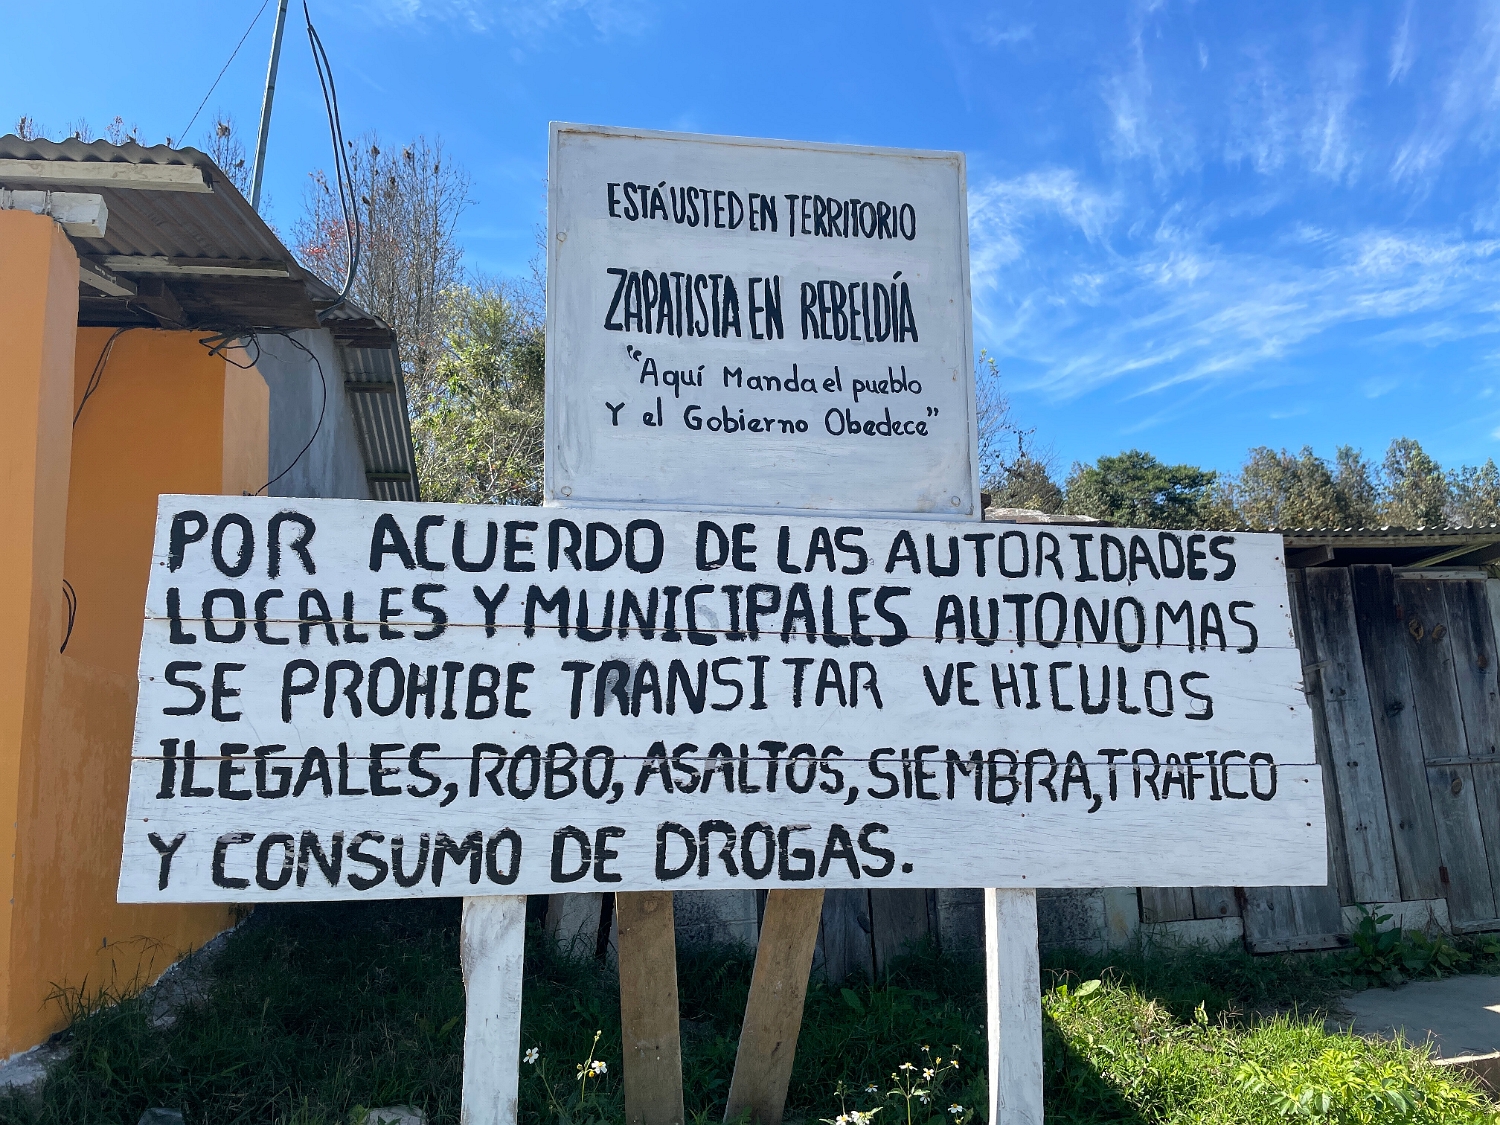 ESTÁ USTED EN TERRITORIO
ZAPATISTA EN REBELDÍA
“Aquí Manda el pueblo
Y el Gobierno Obedece”
POR ACUERDO DE LAS AUTORIDADES
LOCALES Y MUNICIPALES AUTONOMAS
SE PROHIBE TRANSITAR VEHICULOS
ILEGALES, ROBO, ASALTOS, SIEMBRA, TRAFICO
Y CONSUMO DE DROGAS.